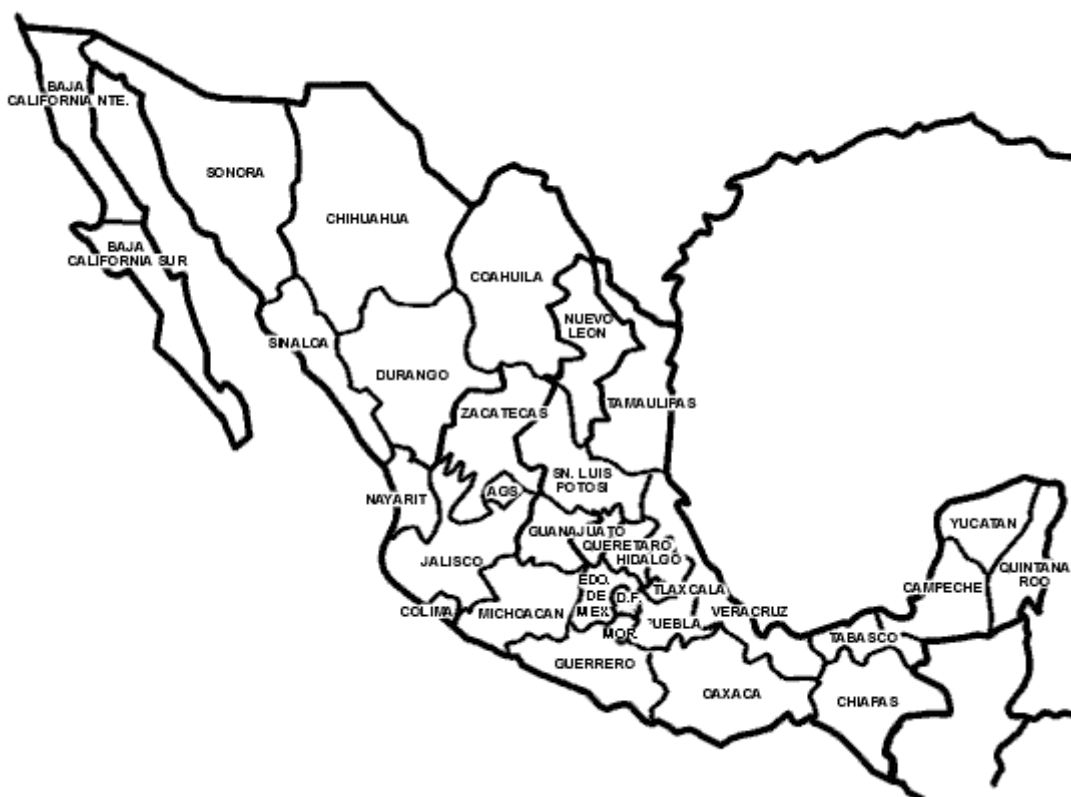 BAJA
CALIFORNIA NTE.
SONORA
CHIHUAHUA
BAJA
CALIFORNIA SUR
COAHUILA
NUEVO
LEON
SINALOA
DURANGO
TAMAULIPAS
ZACATECAS
SN. LUIS
POTOSI
AGS.
NAYARIT
YUCATAN
GUANAJUATO
QUERETARO
HIDALGO
JALISCO
QUINTANA
ROO
CAMPECHE
EDO.
DE
MEX.
D.F.
TLAXCALA
COLIMA
MICHOACAN
VERACRUZ
PUEBLA
MOR.
TABASCO
GUERRERO
OAXACA
CHIAPAS